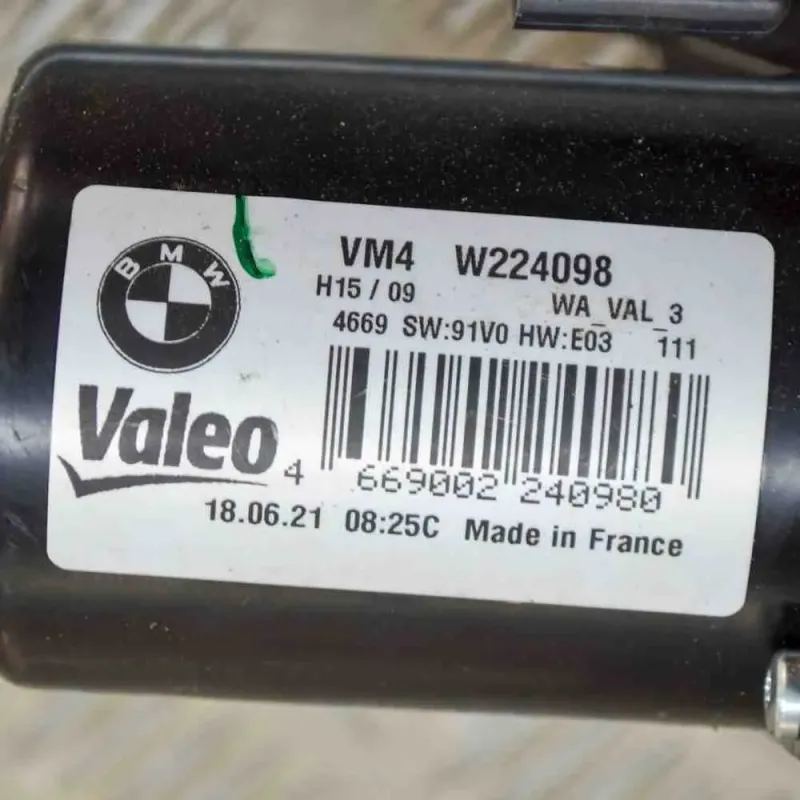 BMW
VM4 W224098
H15 / 09 WA_VAL_3
4669 SW:91V0 HW:E03 111
Valeo
4 669002 240980
18.06.21 08:25C Made in France